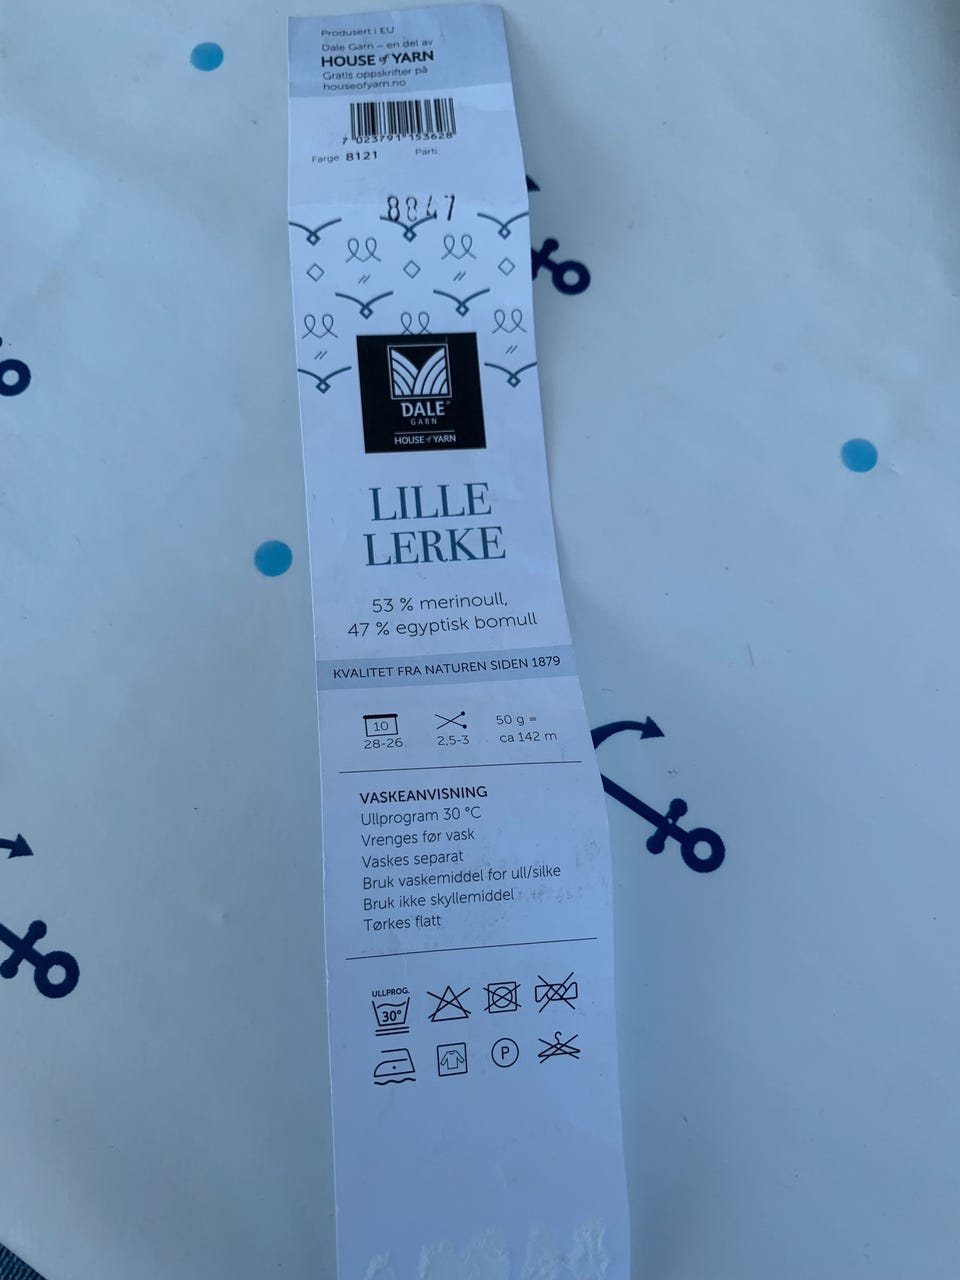 Produsert i EU
Dale Garn – en del av
HOUSE of YARN
Gratis oppskrifter på
houseofyarn.no
7 023791 153628
Farge: 8121 Parti:
8847
DALE®
GARN
HOUSE of YARN
LILLE
LERKE
53 % merinoull,
47 % egyptisk bomull
KVALITET FRA NATUREN SIDEN 1879
10
28-26
2,5-3
50 g =
ca 142 m
VASKEANVISNING
Ullprogram 30 °C
Vrenges før vask
Vaskes separat
Bruk vaskemiddel for ull/silke
Bruk ikke skyllemiddel
Tørkes flatt
ULLPROG.
30°
P